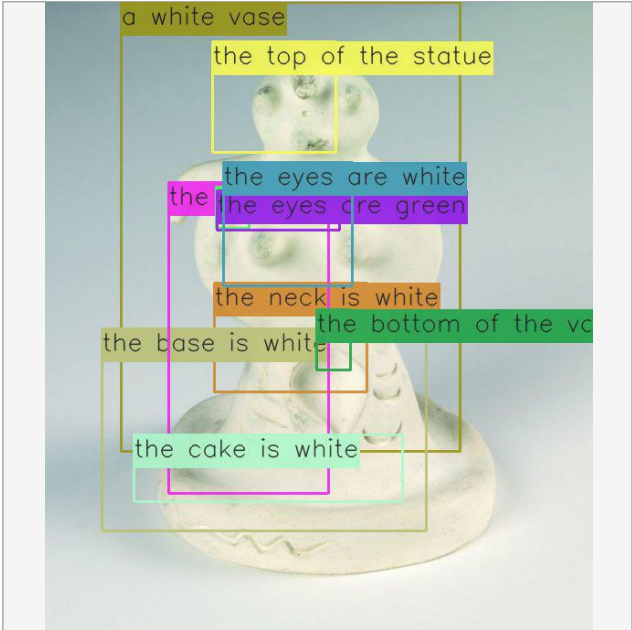 a white vase
the top of the statue
the eyes are white
the
the eyes are green
the neck is white
the bottom of the
the base is white
the cake is white